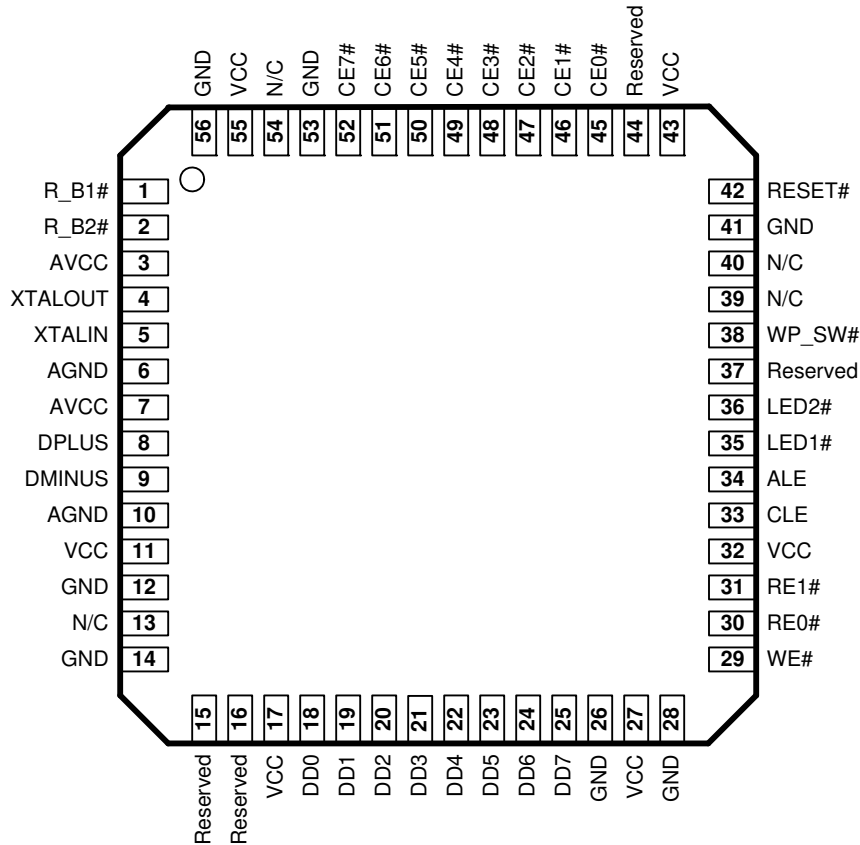 GND VCC N/C GND CE7# CE6# CE5# CE4# CE3# CE2# CE1# CE0# Reserved VCC
56 55 54 53 52 51 50 49 48 47 46 45 44 43
R_B1# 1 42 RESET#
R_B2# 2 41 GND
AVCC 3 40 N/C
XTALOUT 4 39 N/C
XTALIN 5 38 WP_SW#
AGND 6 37 Reserved
AVCC 7 36 LED2#
DPLUS 8 35 LED1#
DMINUS 9 34 ALE
AGND 10 33 CLE
VCC 11 32 VCC
GND 12 31 RE1#
N/C 13 30 RE0#
GND 14 29 WE#
15 16 17 18 19 20 21 22 23 24 25 26 27 28
Reserved Reserved VCC DD0 DD1 DD2 DD3 DD4 DD5 DD6 DD7 GND VCC GND